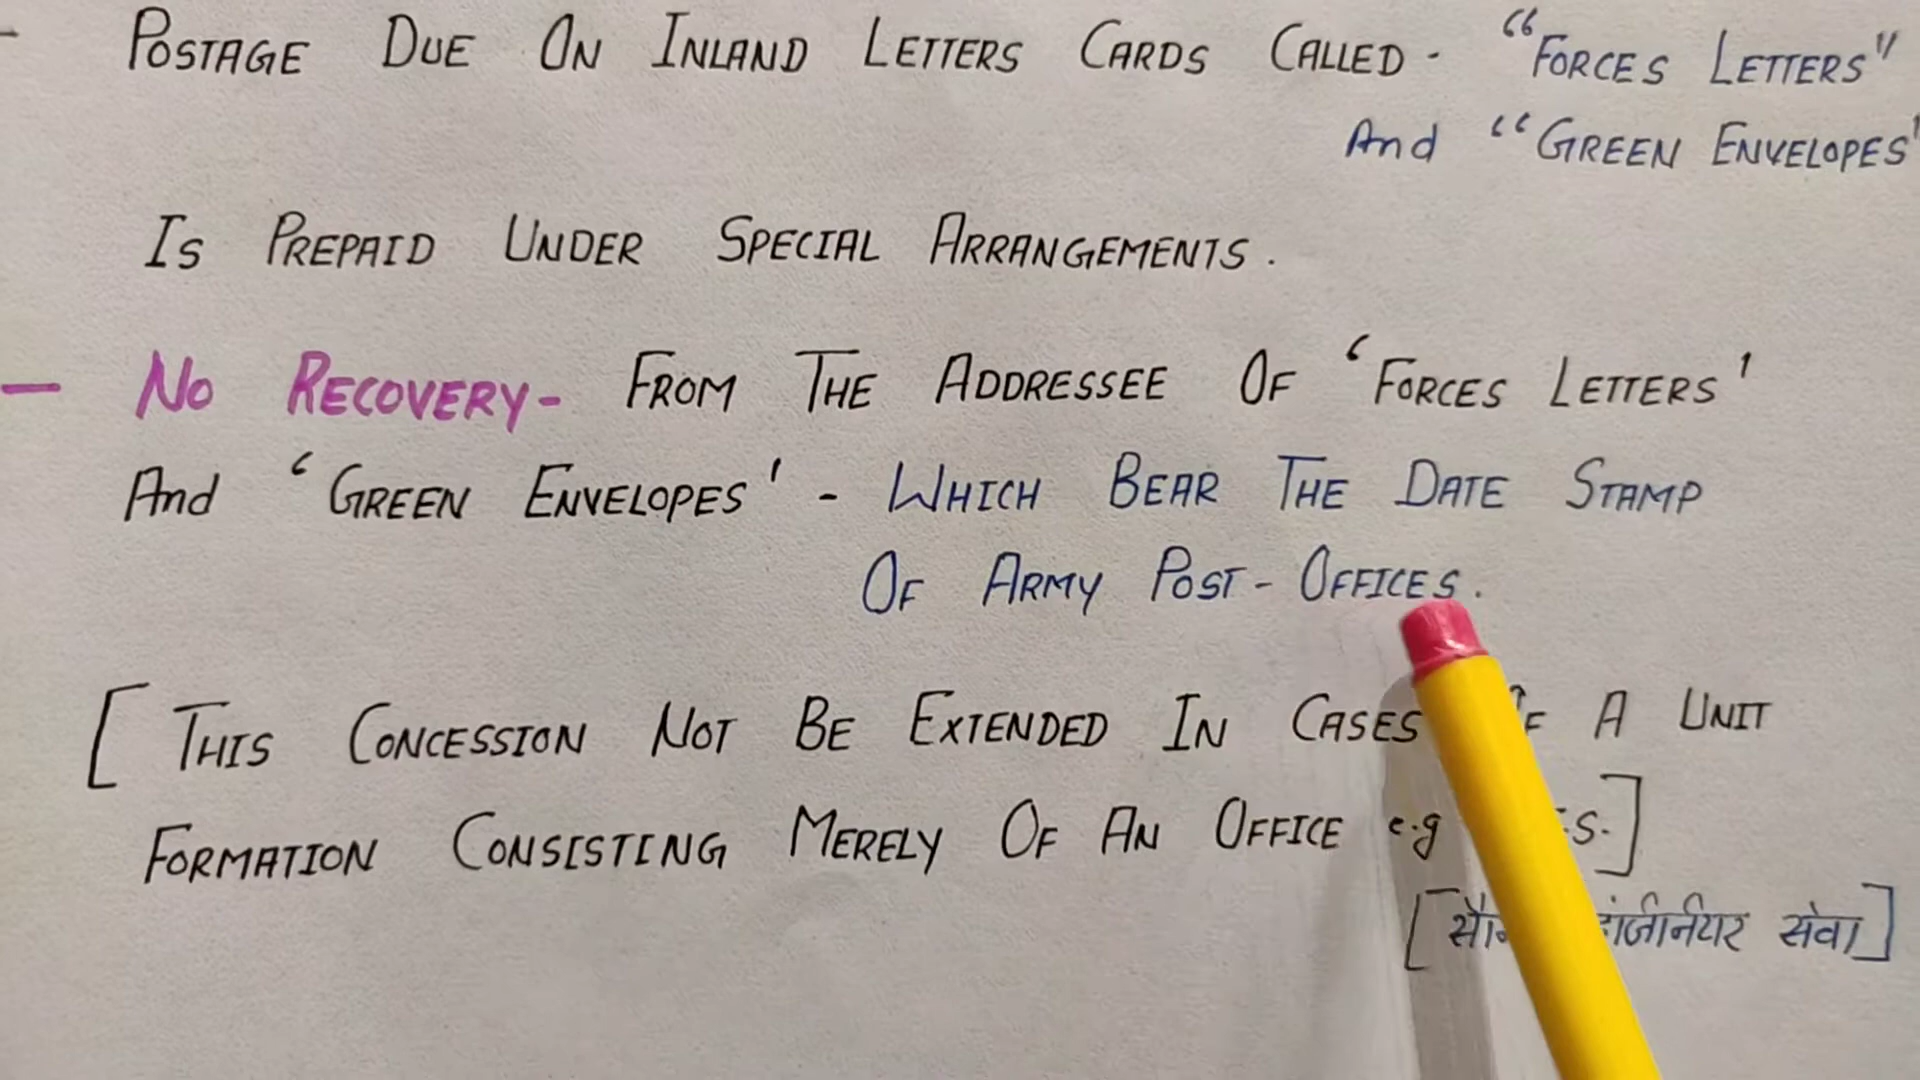 - Postage Due On Inland Letters Cards Called - "Forces Letters"
And "Green Envelopes"
Is Prepaid Under Special Arrangements.
- No Recovery - From The Addressee Of 'Forces Letters'
And 'Green Envelopes' - Which Bear The Date Stamp
Of Army Post-Offices.
[This Concession Not Be Extended In Cases A Unit
Formation Consisting Merely Of An Office e.g ]
[ सेवा]